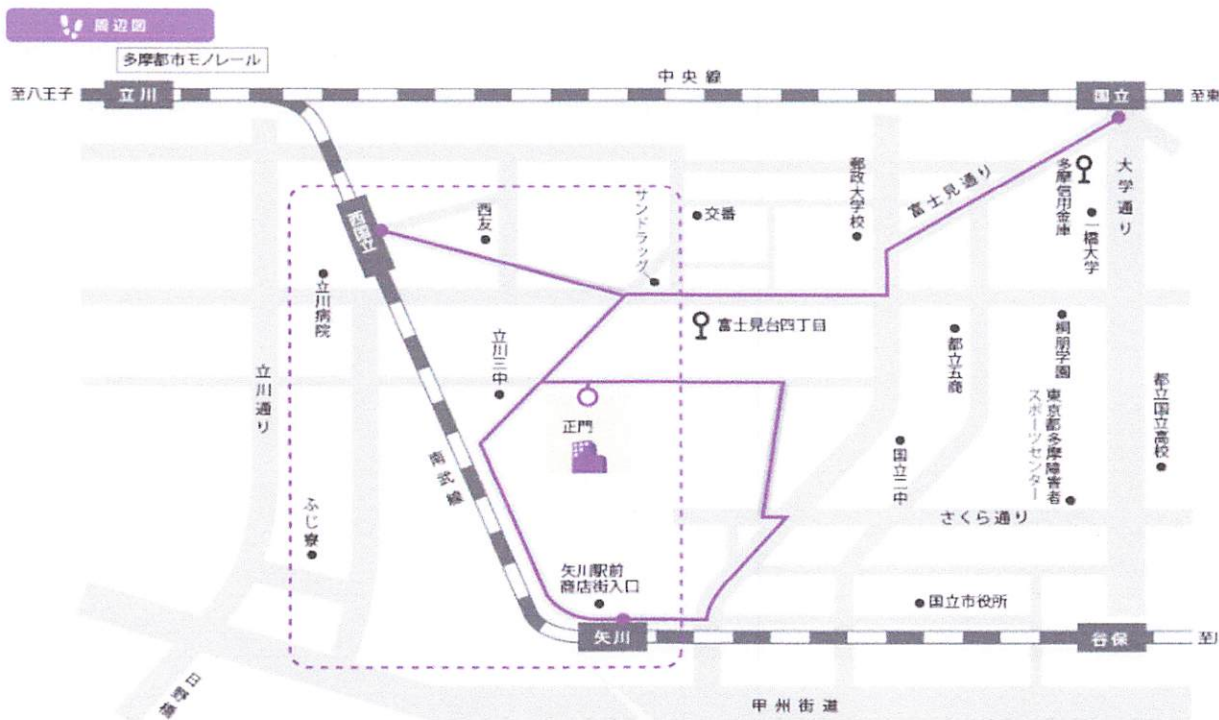 周辺図
多摩都市モノレール
中央線
至八王子
立川
国立
至東
大学通り
多摩信用金庫
一橋大学
富士見通り
郵政大学校
交番
サンドラッグ
西友
西国立
立川病院
富士見台四丁目
立川三中
都立五商
桐朋学園
東京都多摩障害者
スポーツセンター
都立国立高校
立川通り
正門
南武線
国立二中
さくら通り
ふじ寮
矢川駅前
商店街入口
国立市役所
矢川
谷保
至川
日野橋
甲州街道